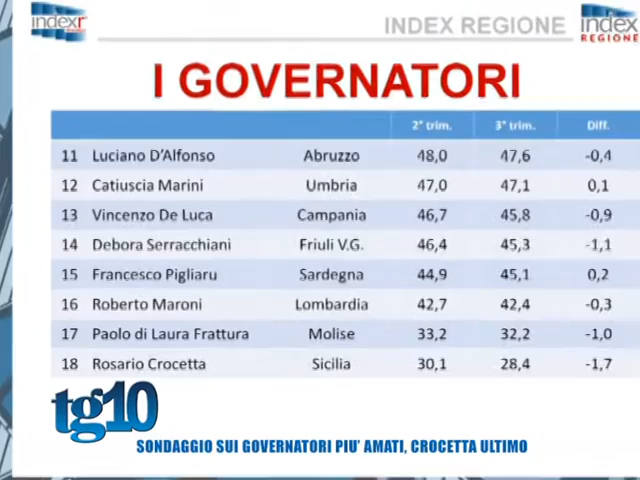 indexr
INDEX REGIONE
index
REGIONE
I GOVERNATORI
2° trim. 3° trim. Diff.
11 Luciano D'Alfonso Abruzzo 48,0 47,6 -0,4
12 Catiuscia Marini Umbria 47,0 47,1 0,1
13 Vincenzo De Luca Campania 46,7 45,8 -0,9
14 Debora Serracchiani Friuli V.G. 46,4 45,3 -1,1
15 Francesco Pigliaru Sardegna 44,9 45,1 0,2
16 Roberto Maroni Lombardia 42,7 42,4 -0,3
17 Paolo di Laura Frattura Molise 33,2 32,2 -1,0
18 Rosario Crocetta Sicilia 30,1 28,4 -1,7
tg10
SONDAGGIO SUI GOVERNATORI PIU' AMATI, CROCETTA ULTIMO